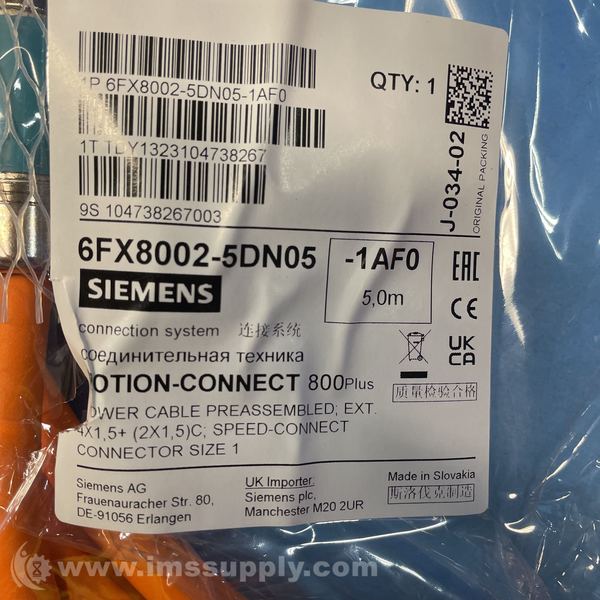 1P 6FX8002-5DN05-1AF0
QTY: 1
1T TDY1323104738267
9S 104738267003
J-034-02
ORIGINAL PACKING
6FX8002-5DN05
-1AF0
5,0m
EAC
SIEMENS
CE
connection system 连接系统
соединительная техника
UK
CA
OTION-CONNECT 800Plus
质量检验合格
OWER CABLE PREASSEMBLED; EXT.
4X1,5+ (2X1,5)C; SPEED-CONNECT
CONNECTOR SIZE 1
Siemens AG
Frauenauracher Str. 80,
DE-91056 Erlangen
UK Importer:
Siemens plc,
Manchester M20 2UR
Made in Slovakia
斯洛伐克制造
© www.imssupply.com/